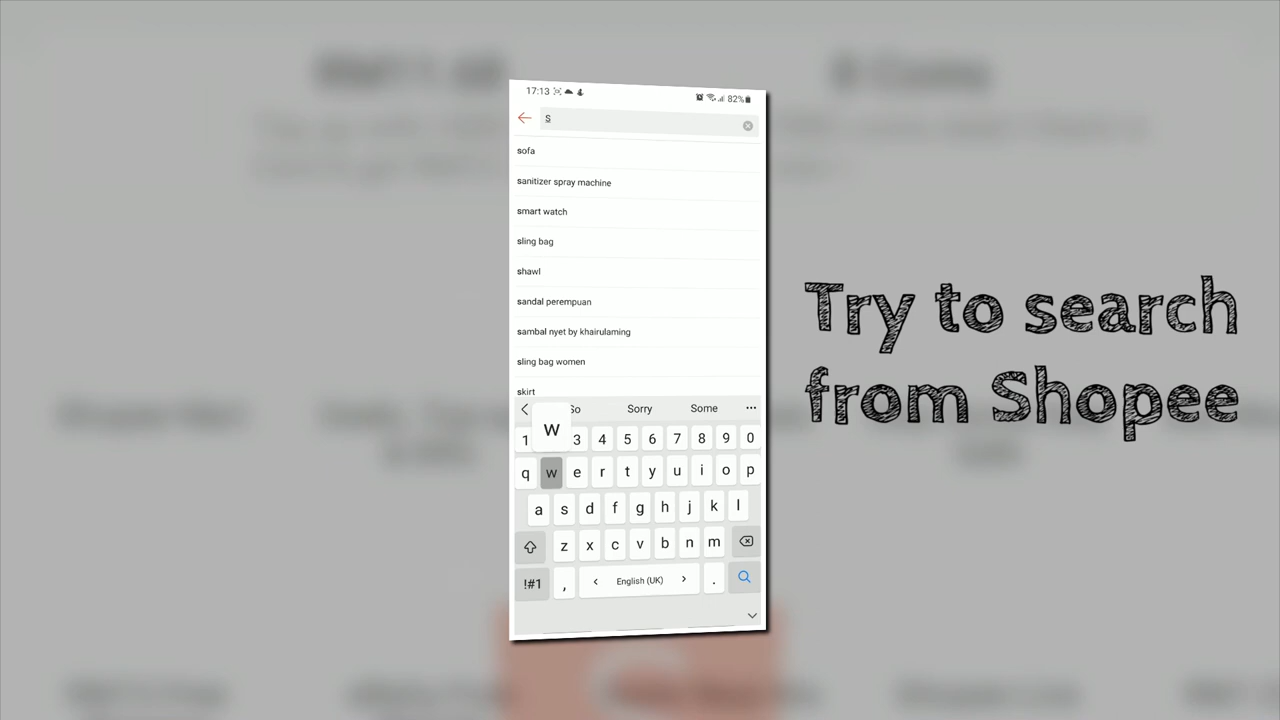 17:13
82%
S
sofa
sanitizer spray machine
smart watch
sling bag
shawl
sandal perempuan
sambal nyet by khairulaming
sling bag women
skirt
So Sorry Some
w
1 3 4 5 6 7 8 9 0
q w e r t y u i o p
a s d f g h j k l
z x c v b n m
!#1 , < English (UK) > .
Try to search
from Shopee